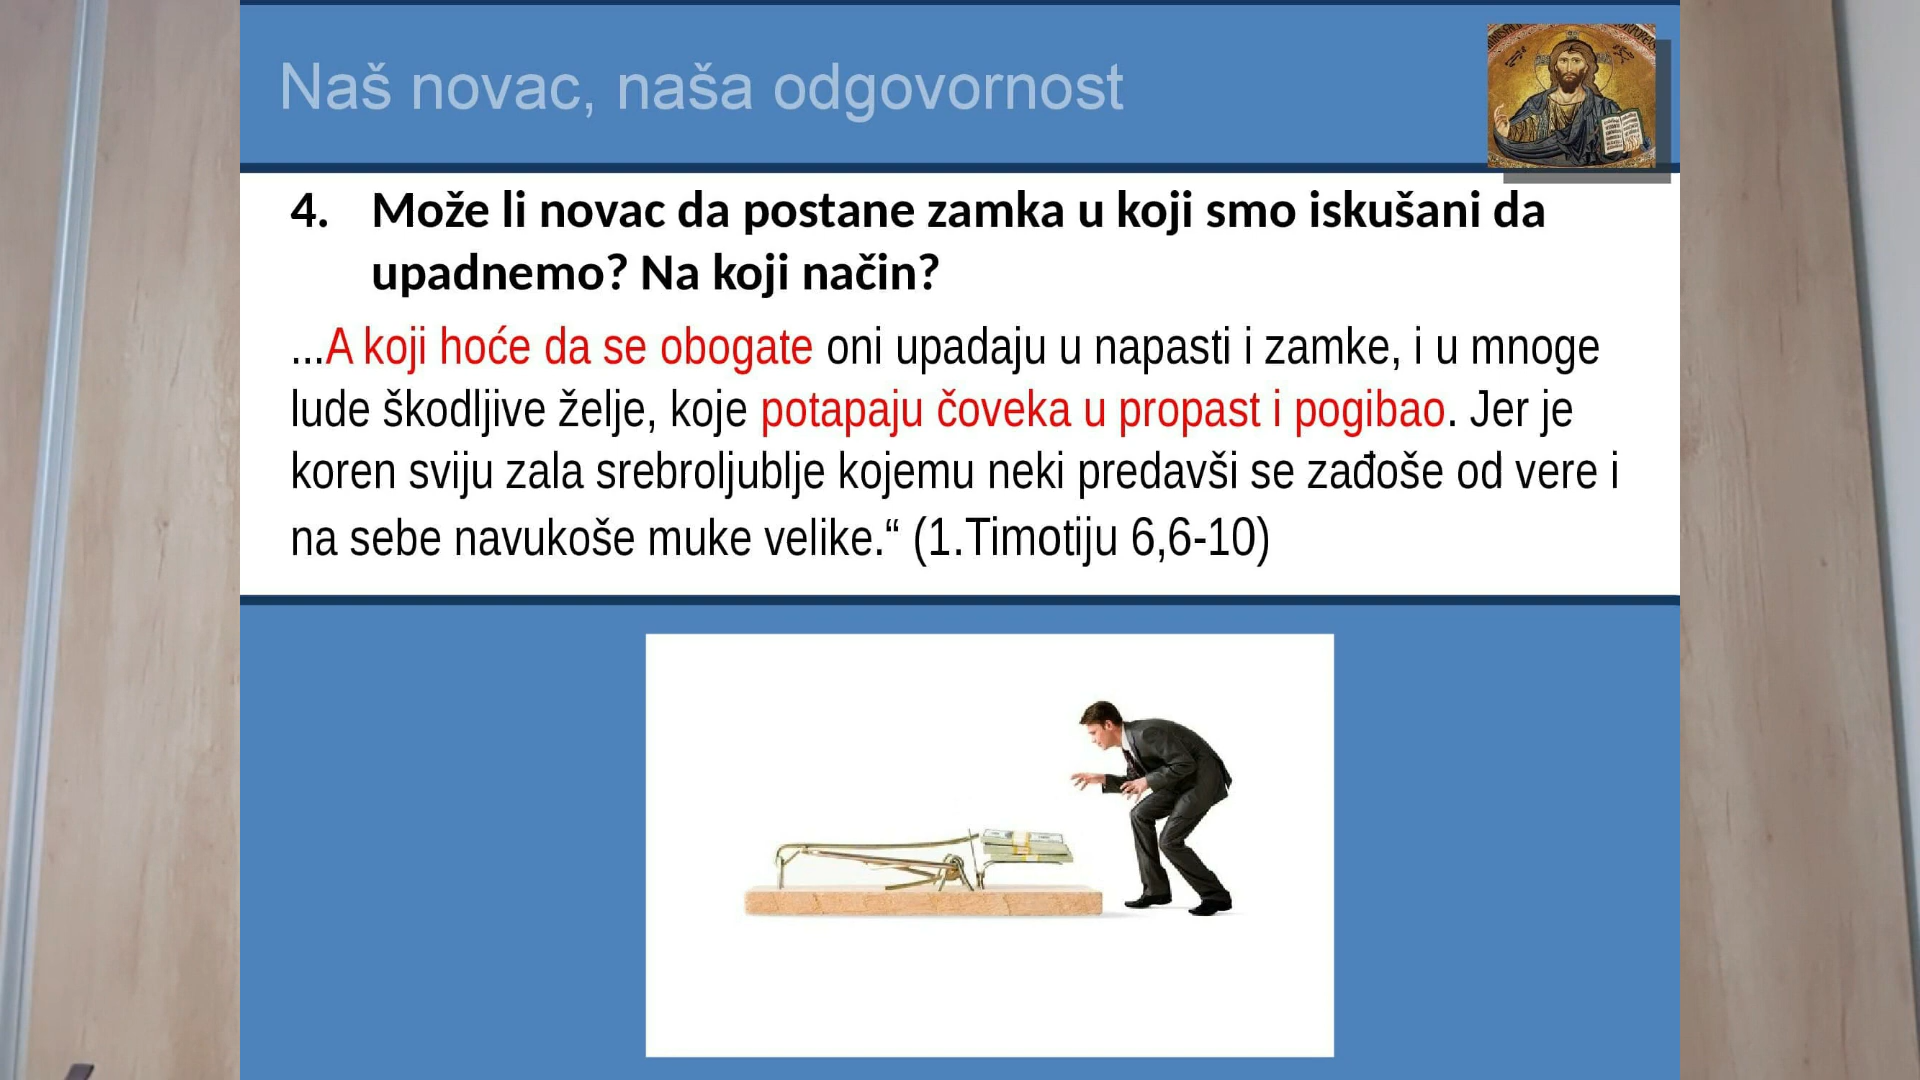 Naš novac, naša odgovornost
4. Može li novac da postane zamka u koji smo iskušani da
upadnemo? Na koji način?
...A koji hoće da se obogate oni upadaju u napasti i zamke, i u mnoge
lude škodljive želje, koje potapaju čoveka u propast i pogibao. Jer je
koren sviju zala srebroljublje kojemu neki predavši se zađoše od vere i
na sebe navukoše muke velike.“ (1.Timotiju 6,6-10)